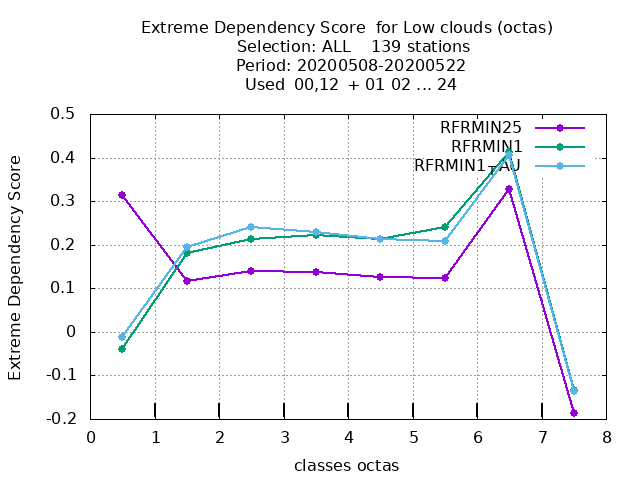 Extreme Dependency Score  for Low clouds (octas)
Selection: ALL    139 stations
Period: 20200508-20200522
Used  00,12  + 01 02 ... 24
0.5
0.4
0.3
0.2
0.1
0
-0.1
-0.2
Extreme Dependency Score
RFRMIN25
RFRMIN1
RFRMIN1+AU
0 1 2 3 4 5 6 7 8
classes octas